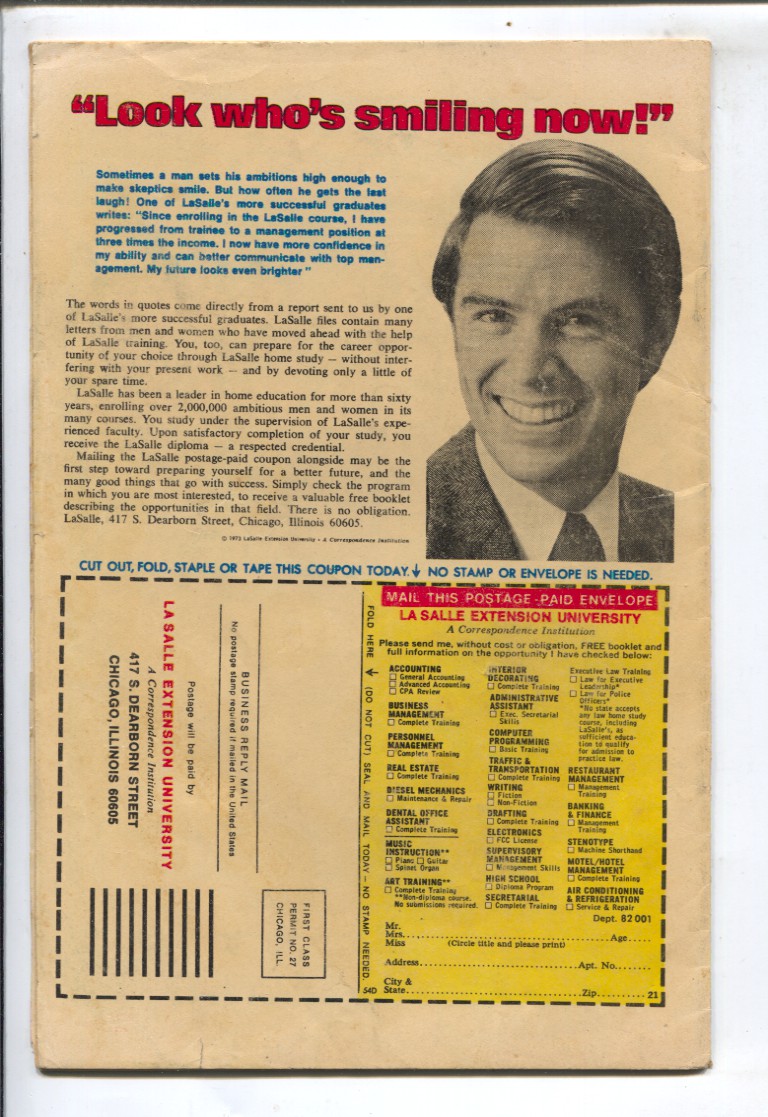 “Look who’s smiling now!”
Sometimes a man sets his ambitions high enough to
make skeptics smile. But how often he gets the last
laugh! One of LaSalle's more successful graduates
writes: "Since enrolling in the LaSalle course, I have
progressed from trainee to a management position at
three times the income. I now have more confidence in
my ability and can better communicate with top man-
agement. My future looks even brighter"
The words in quotes come directly from a report sent to us by one
of LaSalle's more successful graduates. LaSalle files contain many
letters from men and women who have moved ahead with the help
of LaSalle training. You, too, can prepare for the career oppor-
tunity of your choice through LaSalle home study — without inter-
fering with your present work — and by devoting only a little of
your spare time.
LaSalle has been a leader in home education for more than sixty
years, enrolling over 2,000,000 ambitious men and women in its
many courses. You study under the supervision of LaSalle's expe-
rienced faculty. Upon satisfactory completion of your study, you
receive the LaSalle diploma — a respected credential.
Mailing the LaSalle postage-paid coupon alongside may be the
first step toward preparing yourself for a better future, and the
many good things that go with success. Simply check the program
in which you are most interested, to receive a valuable free booklet
describing the opportunities in that field. There is no obligation.
LaSalle, 417 S. Dearborn Street, Chicago, Illinois 60605.
© 1973 LaSalle Extension University • A Correspondence Institution
CUT OUT, FOLD, STAPLE OR TAPE THIS COUPON TODAY. ↓ NO STAMP OR ENVELOPE IS NEEDED.
FIRST CLASS
PERMIT NO. 27
CHICAGO, ILL.
BUSINESS REPLY MAIL
No postage stamp required if mailed in the United States
Postage will be paid by
LA SALLE EXTENSION UNIVERSITY
A Correspondence Institution
417 S. DEARBORN STREET
CHICAGO, ILLINOIS 60605
FOLD HERE → (DO NOT CUT) SEAL AND MAIL TODAY – NO STAMP NEEDED
54D
MAIL THIS POSTAGE-PAID ENVELOPE
LA SALLE EXTENSION UNIVERSITY
A Correspondence Institution
Please send me, without cost or obligation, FREE booklet and
full information on the opportunity I have checked below:
ACCOUNTING
☐ General Accounting
☐ Advanced Accounting
☐ CPA Review
BUSINESS
MANAGEMENT
☐ Complete Training
PERSONNEL
MANAGEMENT
☐ Complete Training
REAL ESTATE
☐ Complete Training
DIESEL MECHANICS
☐ Maintenance & Repair
DENTAL OFFICE
ASSISTANT
☐ Complete Training
MUSIC
INSTRUCTION**
☐ Piano ☐ Guitar
☐ Spinet Organ
ART TRAINING**
☐ Complete Training
**Non-diploma course.
No submissions required.
INTERIOR
DECORATING
☐ Complete Training
ADMINISTRATIVE
ASSISTANT
☐ Exec. Secretarial
Skills
COMPUTER
PROGRAMMING
☐ Basic Training
TRAFFIC &
TRANSPORTATION
☐ Complete Training
WRITING
☐ Fiction
☐ Non-Fiction
DRAFTING
☐ Complete Training
ELECTRONICS
☐ FCC License
SUPERVISORY
MANAGEMENT
☐ Management Skills
HIGH SCHOOL
☐ Diploma Program
SECRETARIAL
☐ Complete Training
Executive Law Training
☐ Law for Executive
Leadership*
☐ Law for Police
Officers*
*No state accepts
any law home study
course, including
LaSalle's, as
sufficient educa-
tion to qualify
for admission to
practice law.
RESTAURANT
MANAGEMENT
☐ Management
Training
BANKING
& FINANCE
☐ Management
Training
STENOTYPE
☐ Machine Shorthand
MOTEL/HOTEL
MANAGEMENT
☐ Complete Training
AIR CONDITIONING
& REFRIGERATION
☐ Service & Repair
Dept. 82 001
Mr.
Mrs. Age
Miss (Circle title and please print)
Address Apt. No.
City &
State Zip 21